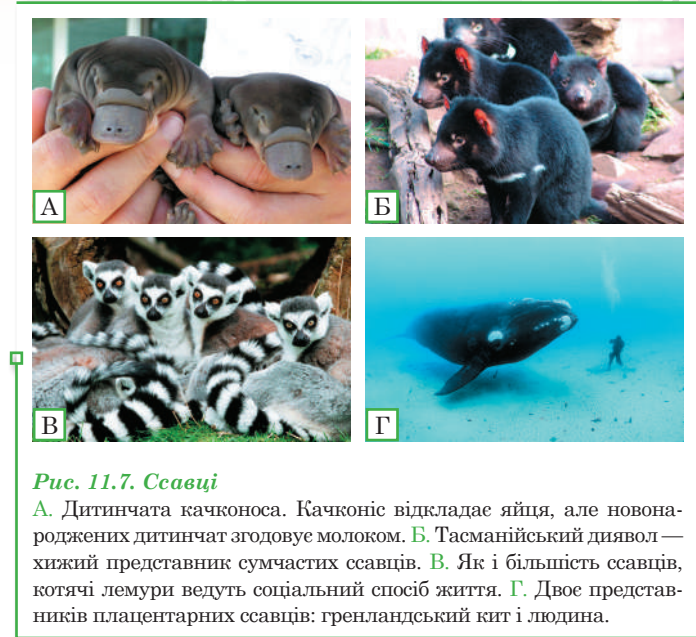 А
Б
В
Г
Рис. 11.7. Ссавці
А. Дитинчата качконоса. Качконіс відкладає яйця, але новона-
роджених дитинчат згодовує молоком. Б. Тасманійський диявол —
хижий представник сумчастих ссавців. В. Як і більшість ссавців,
котячі лемури ведуть соціальний спосіб життя. Г. Двоє представ-
ників плацентарних ссавців: гренландський кит і людина.